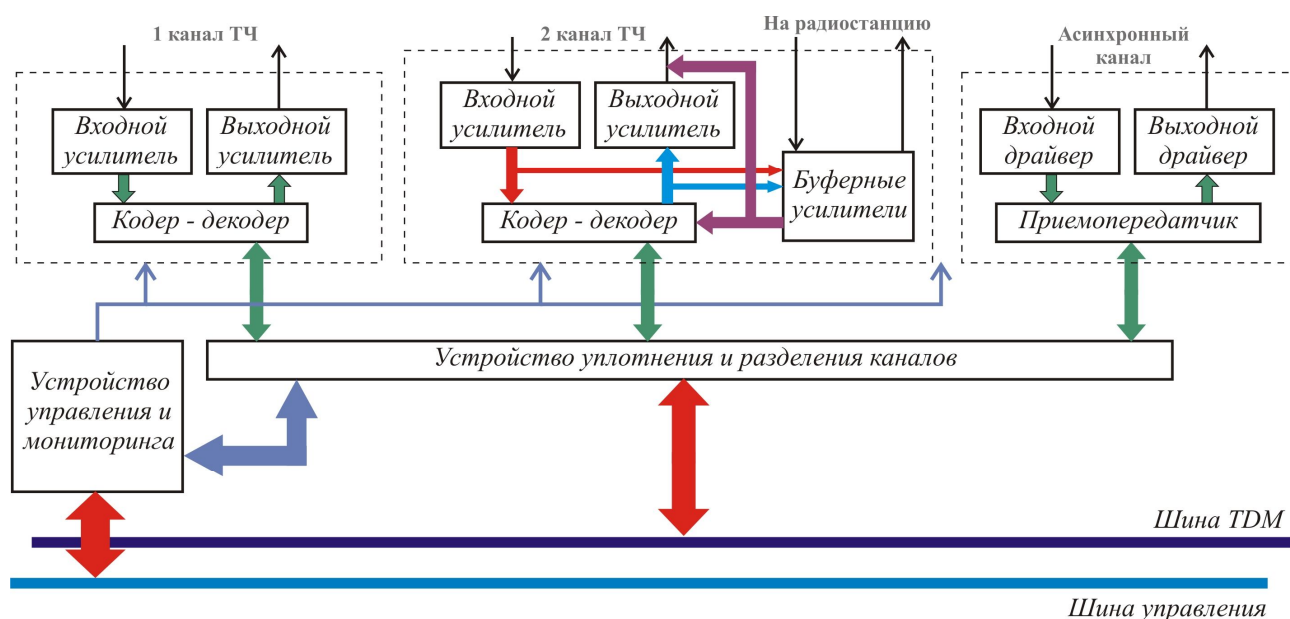 1 канал ТЧ
2 канал ТЧ
На радиостанцию
Асинхронный
канал
Входной
усилитель
Выходной
усилитель
Кодер - декодер
Входной
усилитель
Выходной
усилитель
Буферные
усилители
Кодер - декодер
Входной
драйвер
Выходной
драйвер
Приемопередатчик
Устройство
управления и
мониторинга
Устройство уплотнения и разделения каналов
Шина TDM
Шина управления